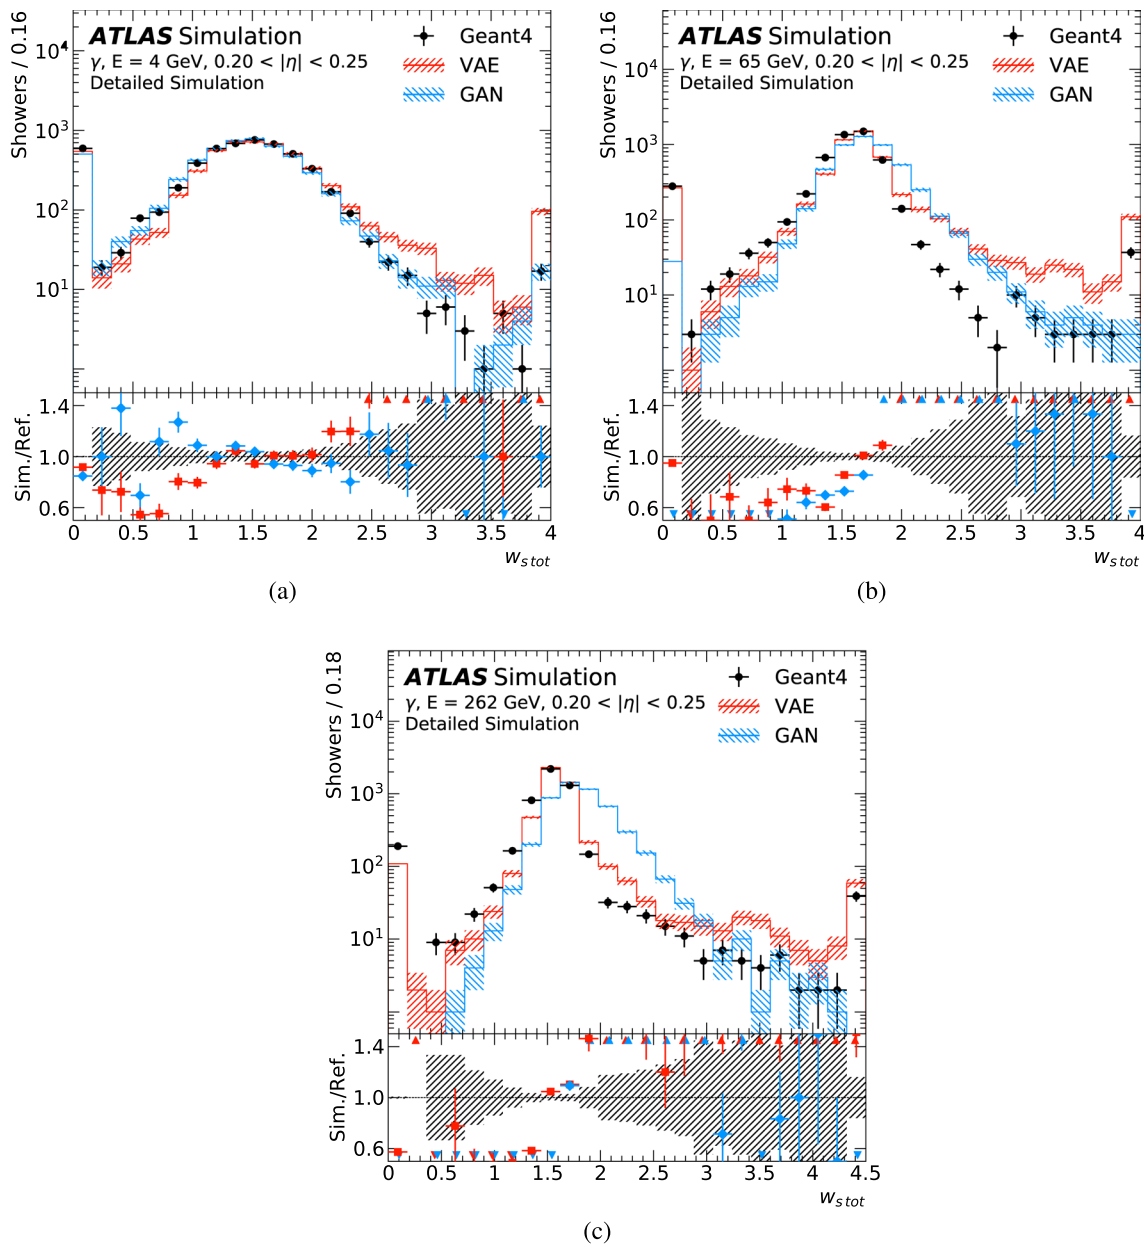 Showers / 0.16
ATLAS Simulation
γ, E = 4 GeV, 0.20 < |η| < 0.25
Detailed Simulation
Geant4
VAE
GAN
10⁴
10³
10²
10¹
Sim./Ref.
1.4
1.0
0.6
0 0.5 1 1.5 2 2.5 3 3.5 4
w_{s tot}
(a)
Showers / 0.16
ATLAS Simulation
γ, E = 65 GeV, 0.20 < |η| < 0.25
Detailed Simulation
Geant4
VAE
GAN
10⁴
10³
10²
10¹
Sim./Ref.
1.4
1.0
0.6
0 0.5 1 1.5 2 2.5 3 3.5 4
w_{s tot}
(b)
Showers / 0.18
ATLAS Simulation
γ, E = 262 GeV, 0.20 < |η| < 0.25
Detailed Simulation
Geant4
VAE
GAN
10⁴
10³
10²
10¹
Sim./Ref.
1.4
1.0
0.6
0 0.5 1 1.5 2 2.5 3 3.5 4 4.5
w_{s tot}
(c)